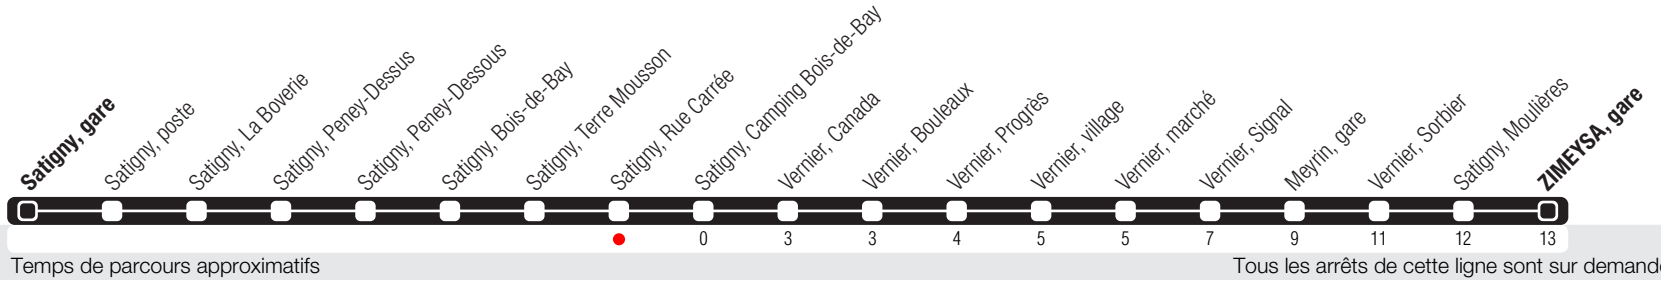 Satigny, gare
Satigny, poste
Satigny, La Boverie
Satigny, Peney-Dessus
Satigny, Peney-Dessous
Satigny, Bois-de-Bay
Satigny, Terre Mousson
Satigny, Rue Carrée
Satigny, Camping Bois-de-Bay
Vernier, Canada
Vernier, Bouleaux
Vernier, Progrès
Vernier, village
Vernier, marché
Vernier, Signal
Meyrin, gare
Vernier, Sorbier
Satigny, Moulières
ZIMEYSA, gare
0 3 3 4 5 5 7 9 11 12 13
Temps de parcours approximatifs
Tous les arrêts de cette ligne sont sur demande